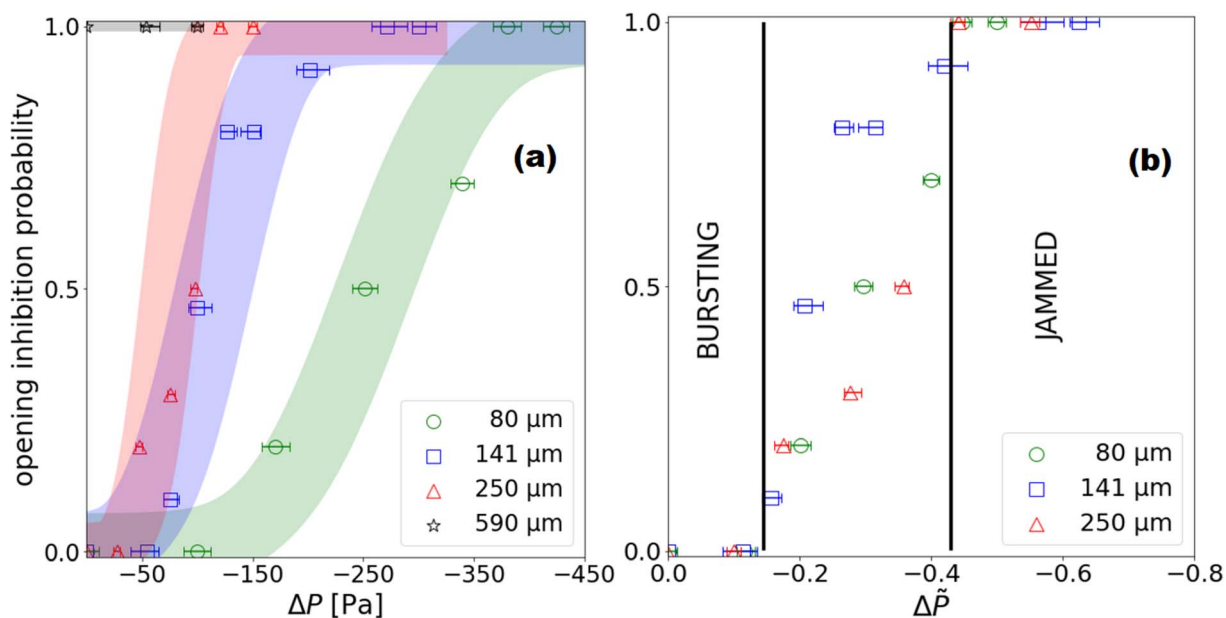 1.0
0.5
0.0
opening inhibition probability
(a)
80 μm
141 μm
250 μm
590 μm
−50
−150
−250
−350
−450
ΔP [Pa]
1.0
0.5
0.0
BURSTING
JAMMED
(b)
80 μm
141 μm
250 μm
0.0
−0.2
−0.4
−0.6
−0.8
ΔP̃